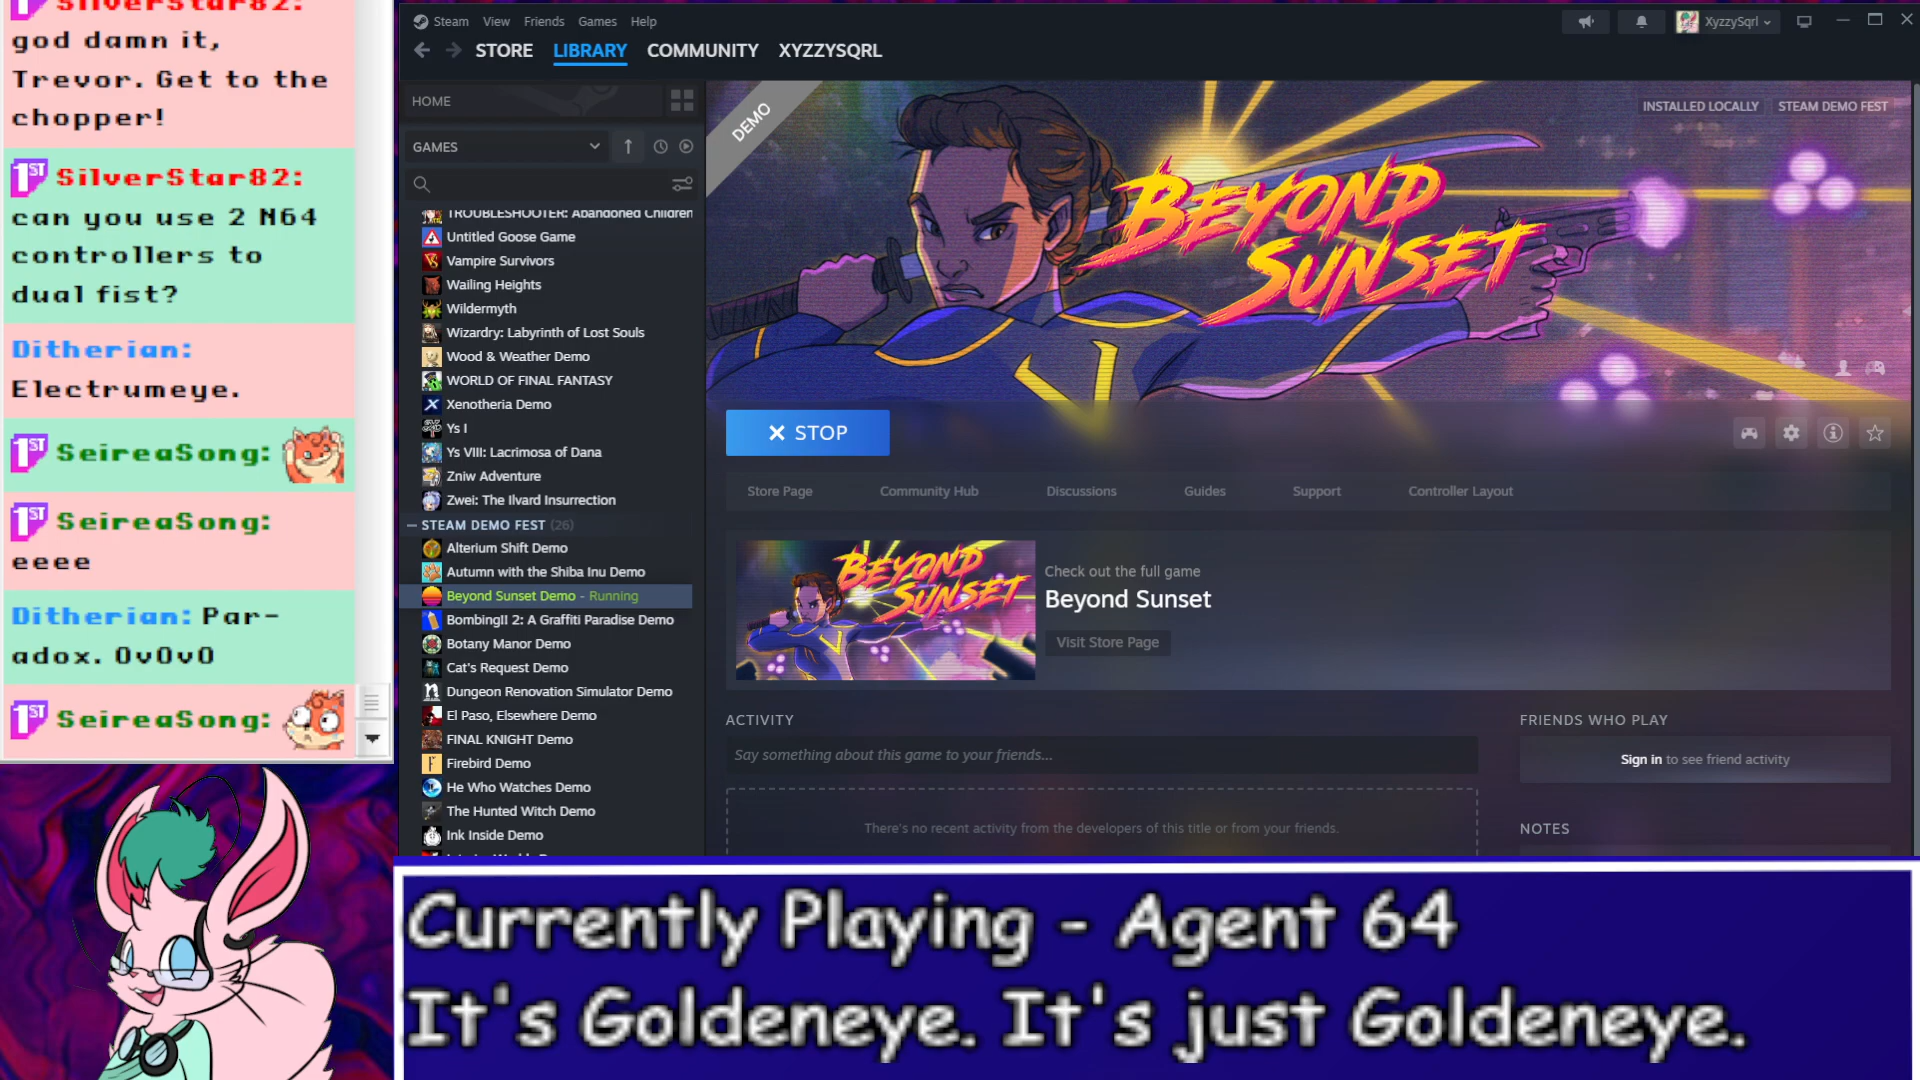 SilverStar82:
god damn it,
Trevor. Get to the
chopper!
1ST SilverStar82:
can you use 2 N64
controllers to
dual fist?
Ditherian:
Electrumeye.
1ST SeireaSong:
1ST SeireaSong:
eeee
Ditherian: Par-
adox. 0v0v0
1ST SeireaSong:
Steam View Friends Games Help
XyzzySqrl
STORE LIBRARY COMMUNITY XYZZYSQRL
HOME
GAMES
TROUBLESHOOTER: Abandoned Children
Untitled Goose Game
Vampire Survivors
Wailing Heights
Wildermyth
Wizardry: Labyrinth of Lost Souls
Wood & Weather Demo
WORLD OF FINAL FANTASY
Xenotheria Demo
Ys I
Ys VIII: Lacrimosa of Dana
Zniw Adventure
Zwei: The Ilvard Insurrection
STEAM DEMO FEST (26)
Alterium Shift Demo
Autumn with the Shiba Inu Demo
Beyond Sunset Demo - Running
Bombing!! 2: A Graffiti Paradise Demo
Botany Manor Demo
Cat's Request Demo
Dungeon Renovation Simulator Demo
El Paso, Elsewhere Demo
FINAL KNIGHT Demo
Firebird Demo
He Who Watches Demo
The Hunted Witch Demo
Ink Inside Demo
DEMO
INSTALLED LOCALLY STEAM DEMO FEST
BEYOND
SUNSET
STOP
Store Page Community Hub Discussions Guides Support Controller Layout
BEYOND
SUNSET
Check out the full game
Beyond Sunset
Visit Store Page
ACTIVITY
Say something about this game to your friends...
There's no recent activity from the developers of this title or from your friends.
FRIENDS WHO PLAY
Sign in to see friend activity
NOTES
Currently Playing - Agent 64
It's Goldeneye. It's just Goldeneye.